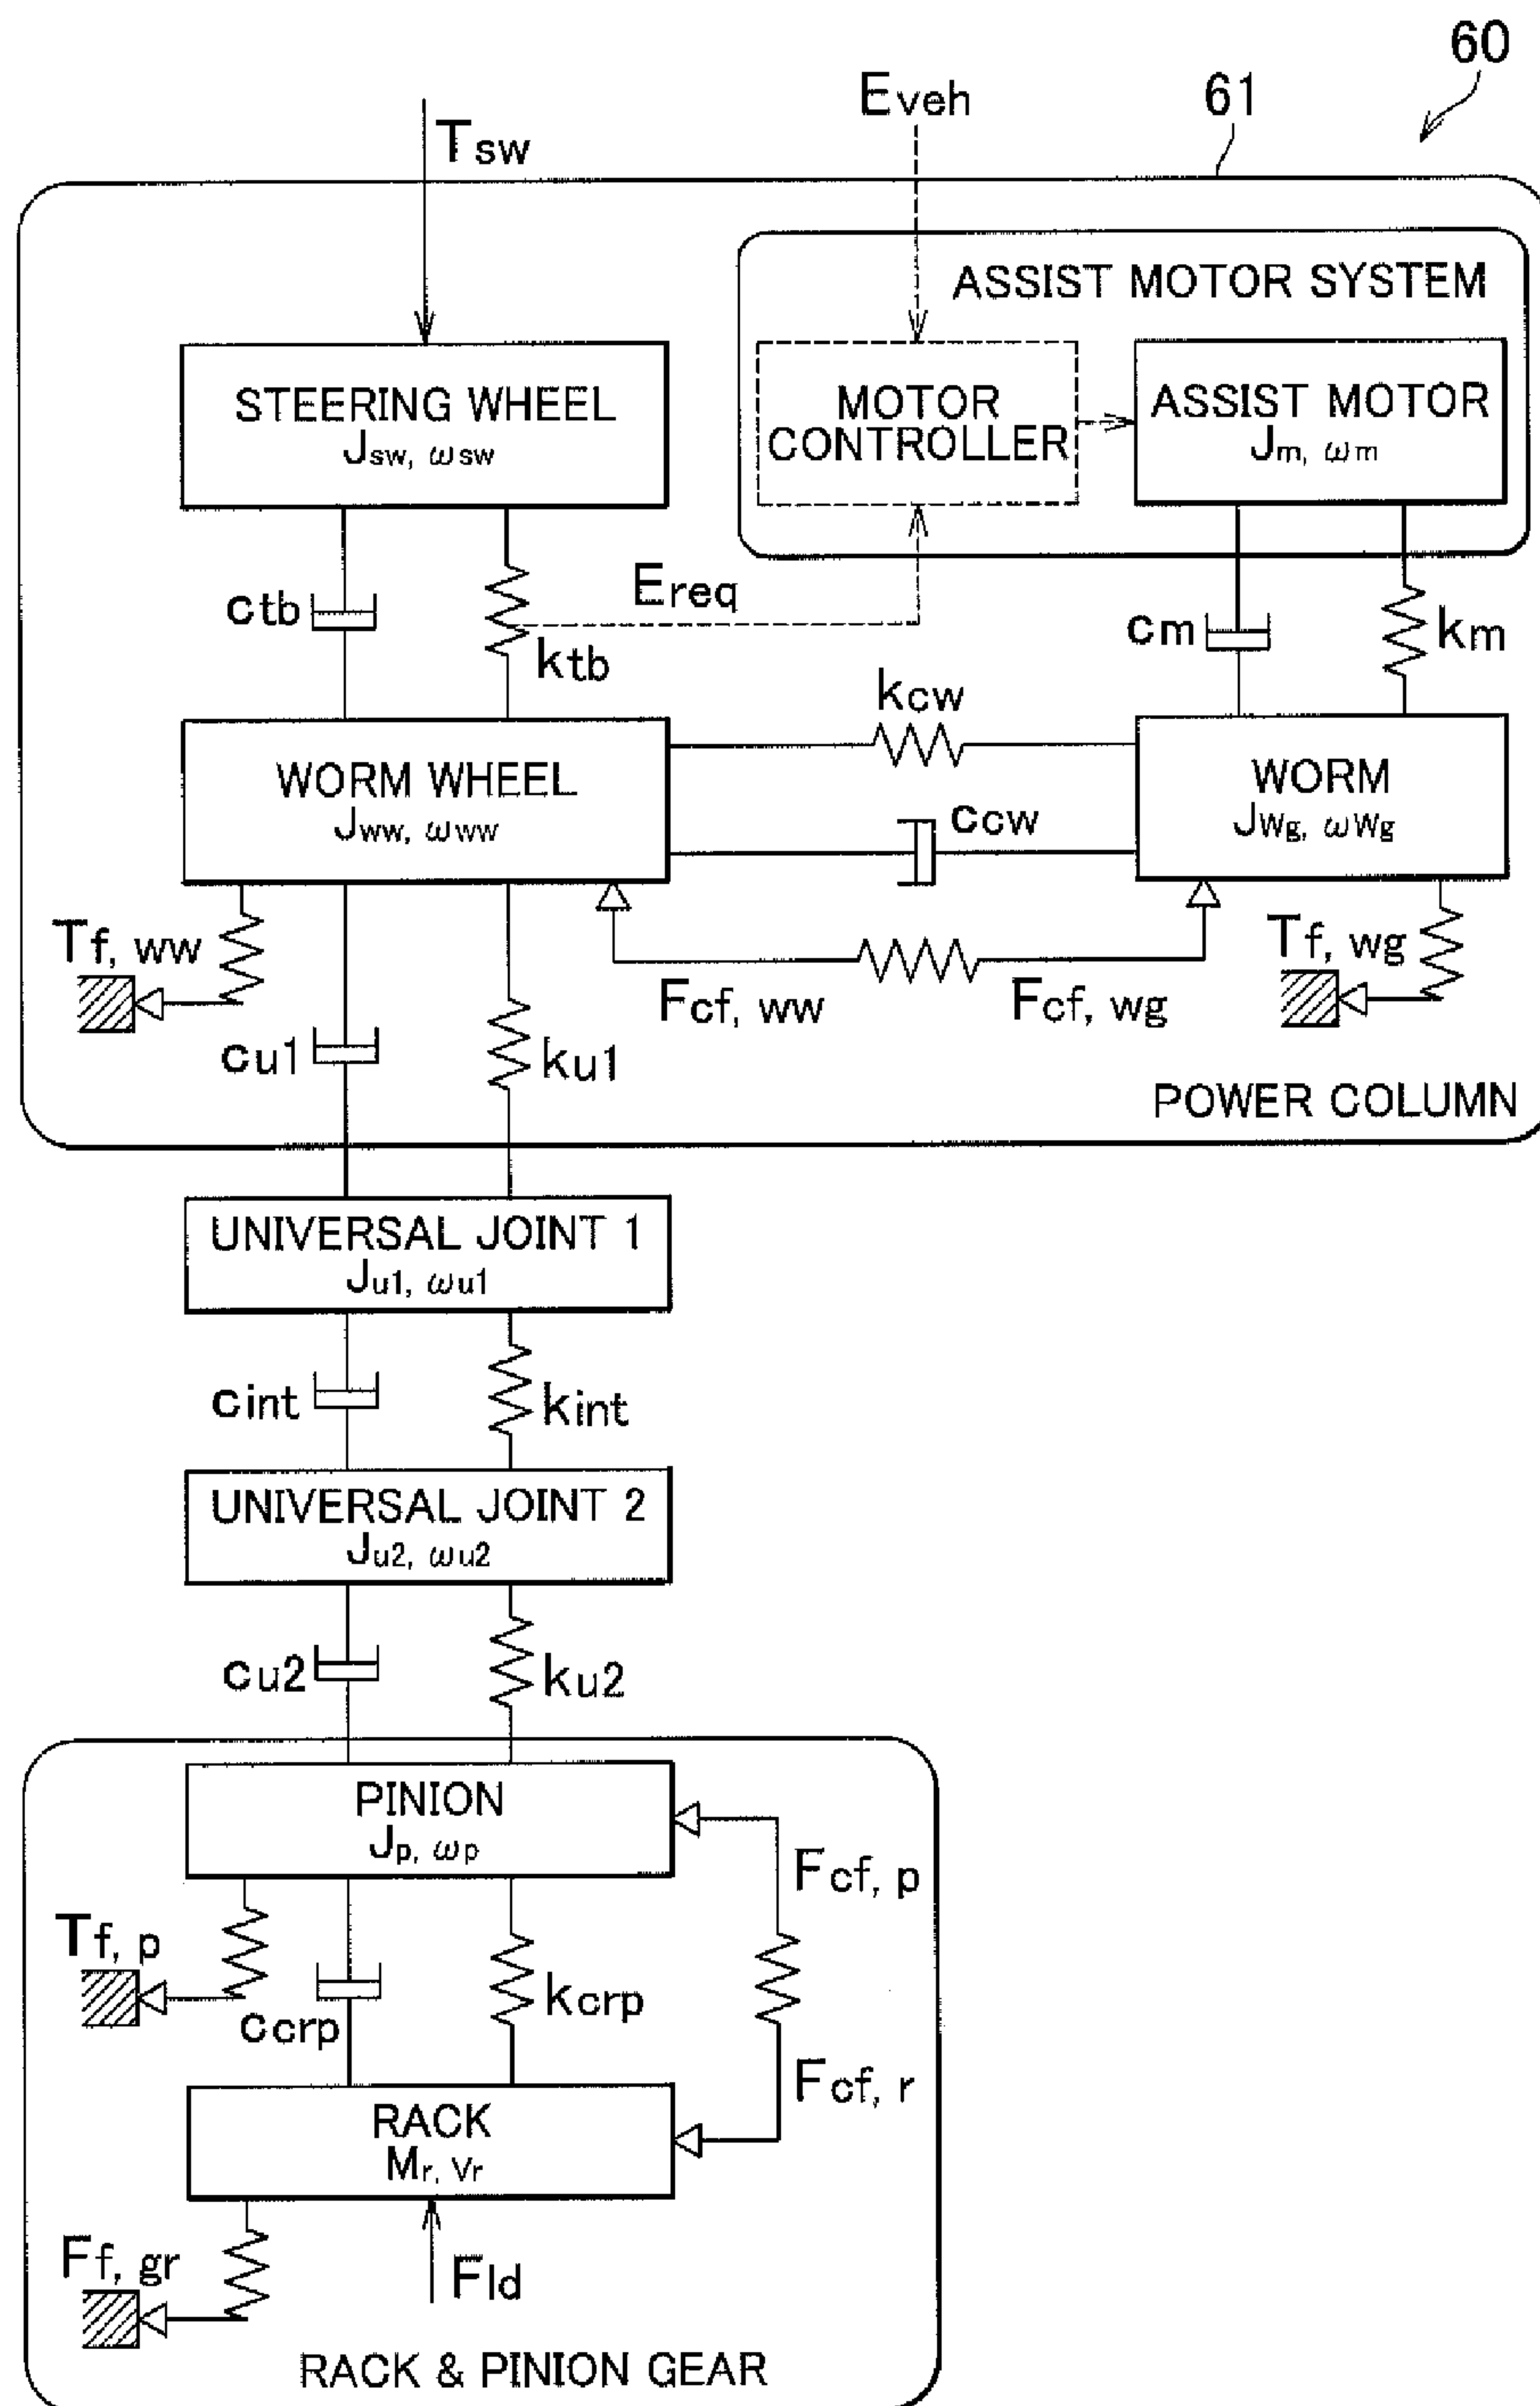 60
61
Eveh
Tsw
ASSIST MOTOR SYSTEM
STEERING WHEEL
Jsw, ωsw
MOTOR
CONTROLLER
ASSIST MOTOR
Jm, ωm
ctb
ktb
Ereq
cm
km
kcw
WORM WHEEL
Jww, ωww
ccw
WORM
JWg, ωWg
Tf, ww
Fcf, ww
Fcf, wg
Tf, wg
cu1
ku1
POWER COLUMN
UNIVERSAL JOINT 1
Ju1, ωu1
cint
kint
UNIVERSAL JOINT 2
Ju2, ωu2
cu2
ku2
PINION
Jp, ωp
Fcf, p
Tf, p
ccrp
kcrp
Fcf, r
RACK
Mr, Vr
Ff, gr
Fld
RACK & PINION GEAR